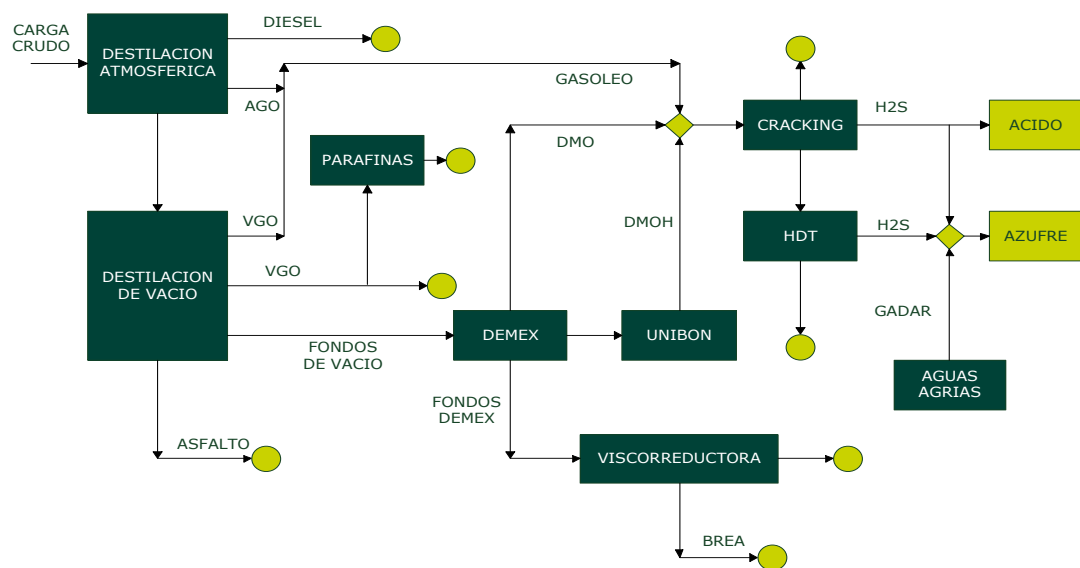 CARGA
CRUDO
DESTILACION
ATMOSFERICA
DIESEL
AGO
GASOLEO
CRACKING
H2S
ACIDO
DMO
PARAFINAS
VGO
DMOH
HDT
H2S
AZUFRE
DESTILACION
DE VACIO
VGO
GADAR
FONDOS
DE VACIO
DEMEX
UNIBON
AGUAS
AGRIAS
FONDOS
DEMEX
ASFALTO
VISCORREDUCTORA
BREA